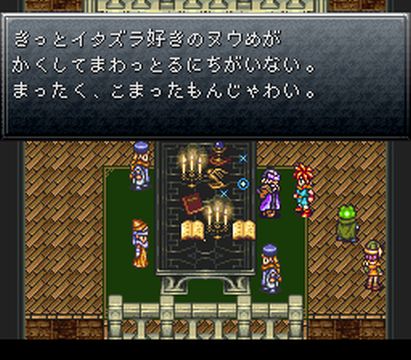 きっとイタズラ好きのヌウめが
かくしてまわっとるにちがいない。
まったく、こまったもんじゃわい。